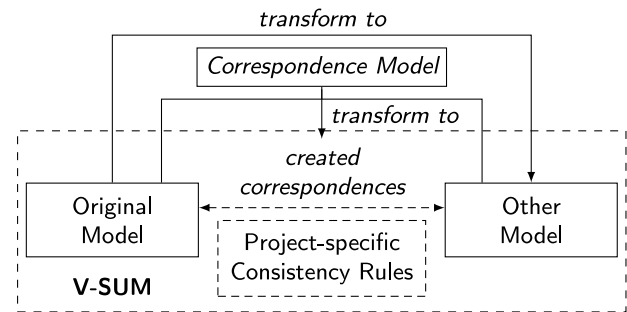 transform to
Correspondence Model
transform to
created
correspondences
Original
Model
Other
Model
Project-specific
Consistency Rules
V-SUM